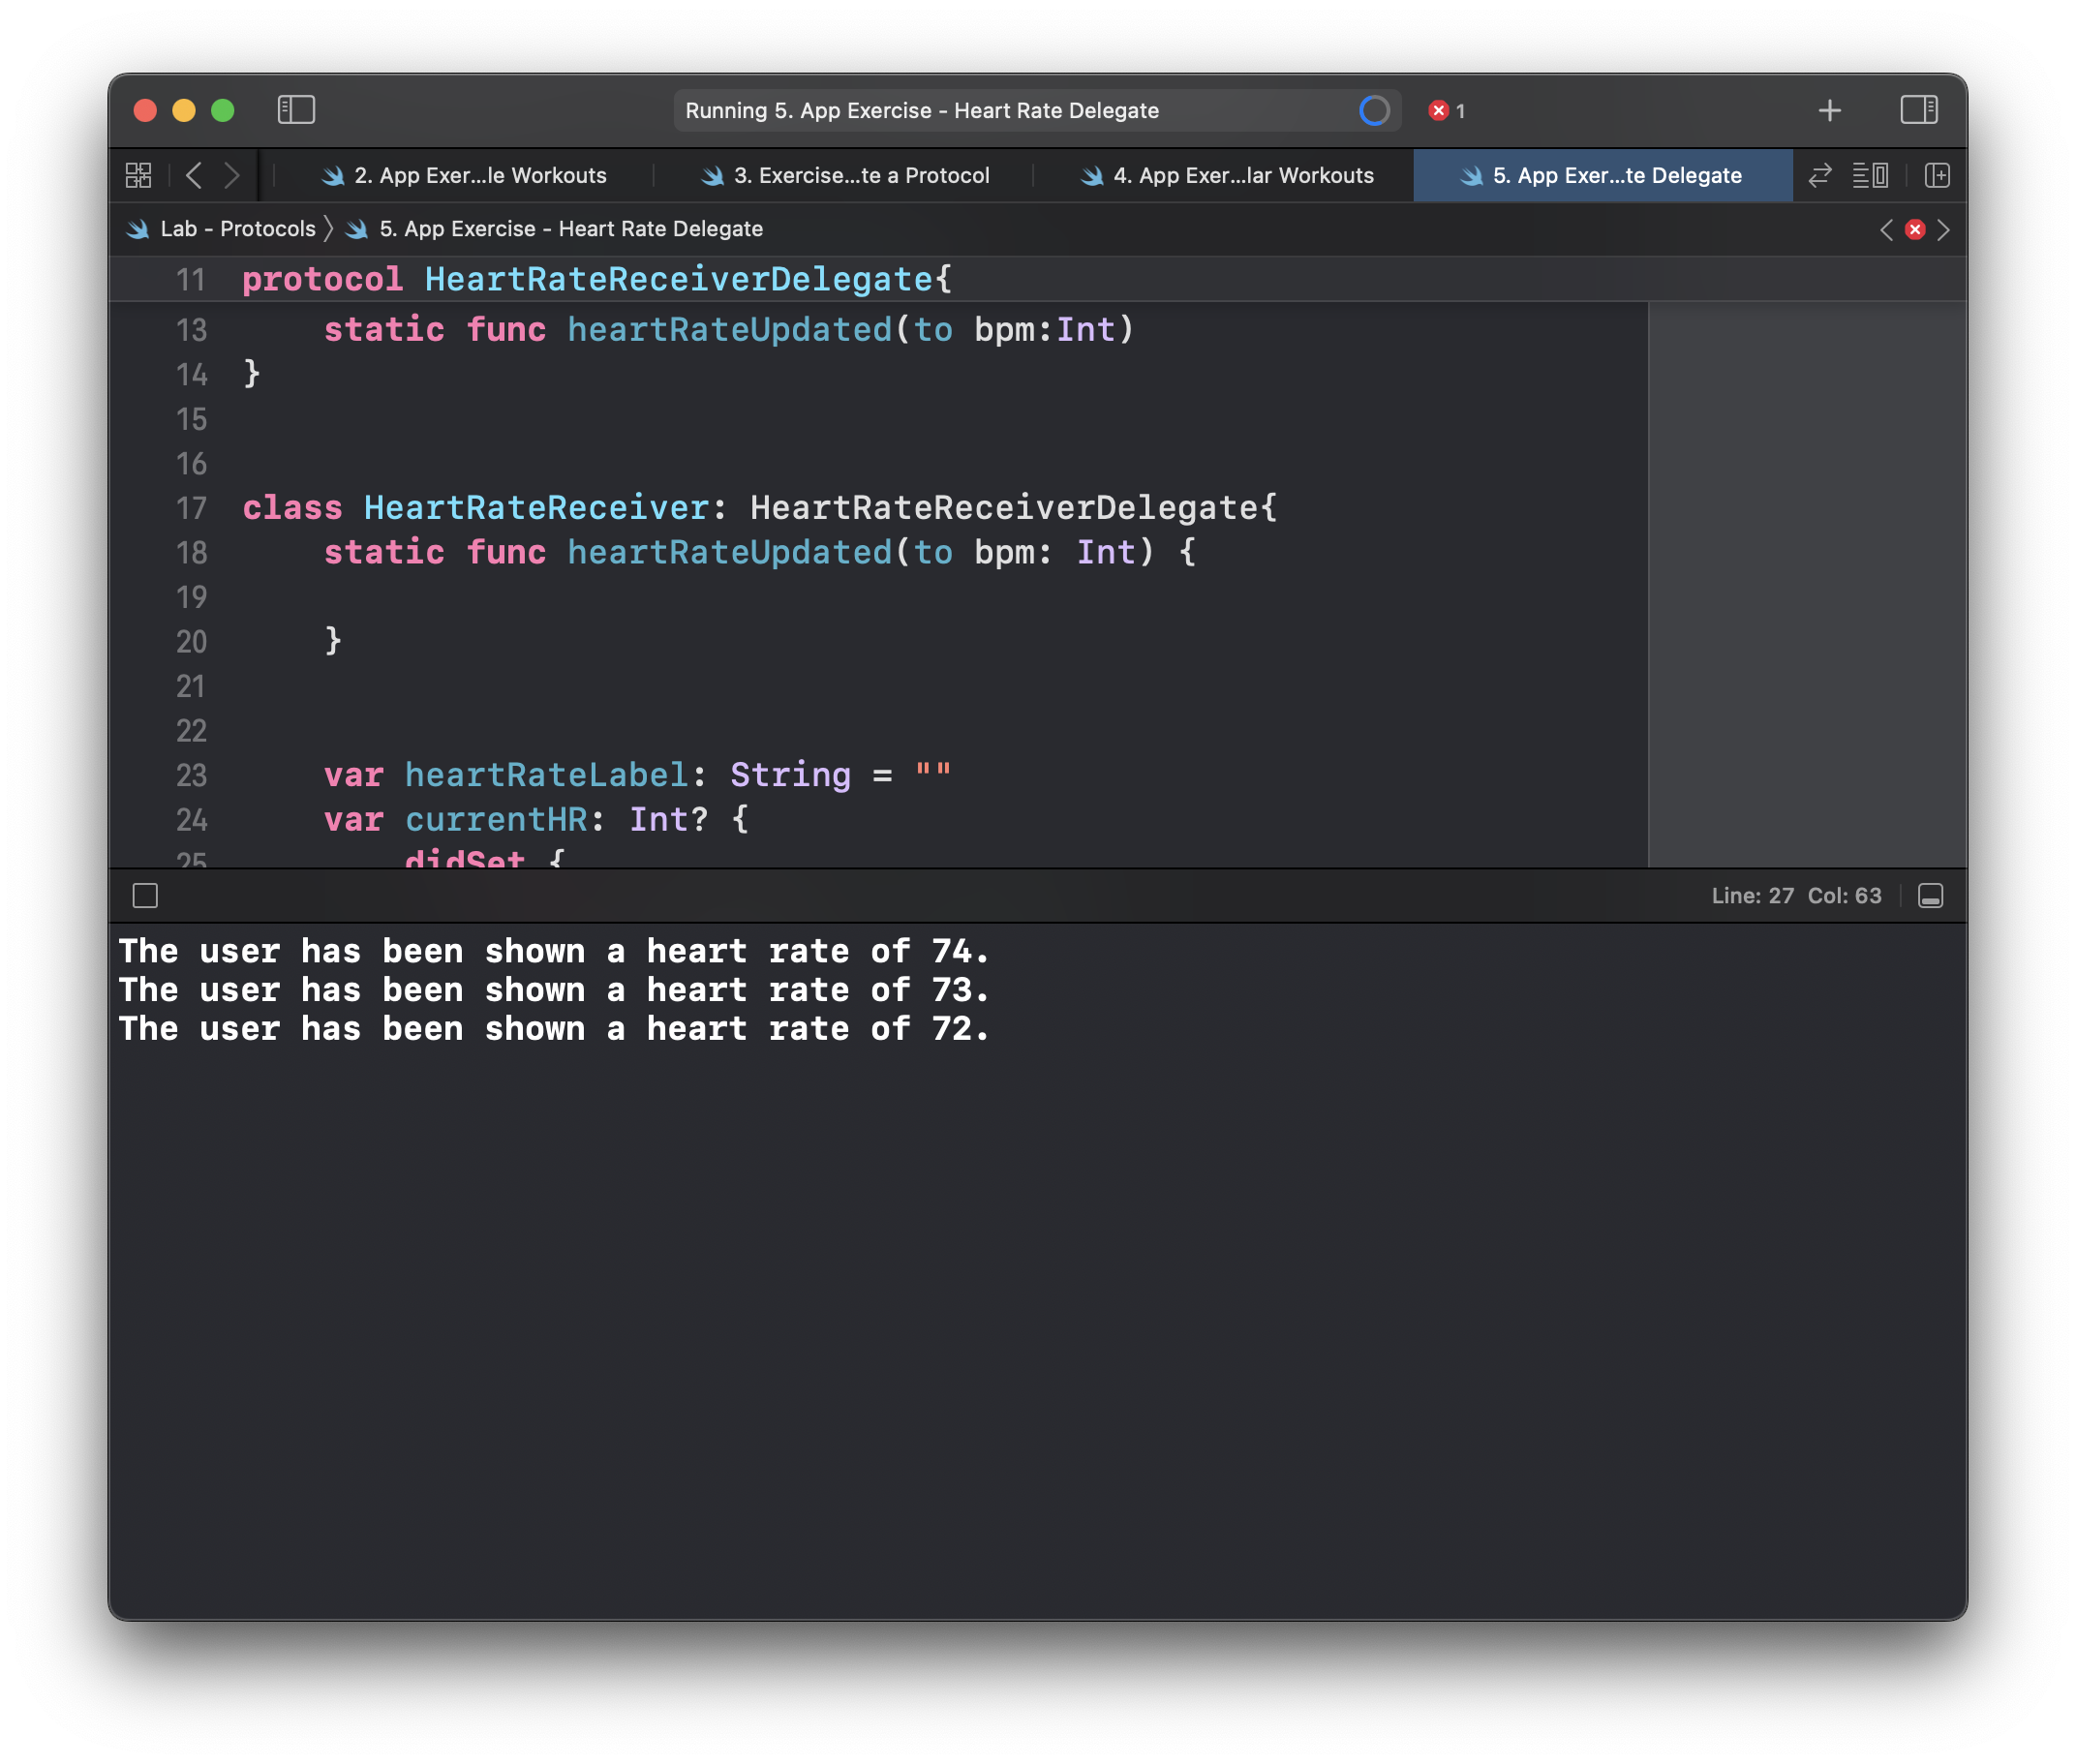 Running 5. App Exercise - Heart Rate Delegate
1
2. App Exer...le Workouts
3. Exercise...te a Protocol
4. App Exer...lar Workouts
5. App Exer...te Delegate
Lab - Protocols
5. App Exercise - Heart Rate Delegate
11 protocol HeartRateReceiverDelegate{
13 static func heartRateUpdated(to bpm:Int)
14 }
15
16
17 class HeartRateReceiver: HeartRateReceiverDelegate{
18 static func heartRateUpdated(to bpm: Int) {
19
20 }
21
22
23 var heartRateLabel: String = ""
24 var currentHR: Int? {
25 didSet {
Line: 27 Col: 63
The user has been shown a heart rate of 74.
The user has been shown a heart rate of 73.
The user has been shown a heart rate of 72.